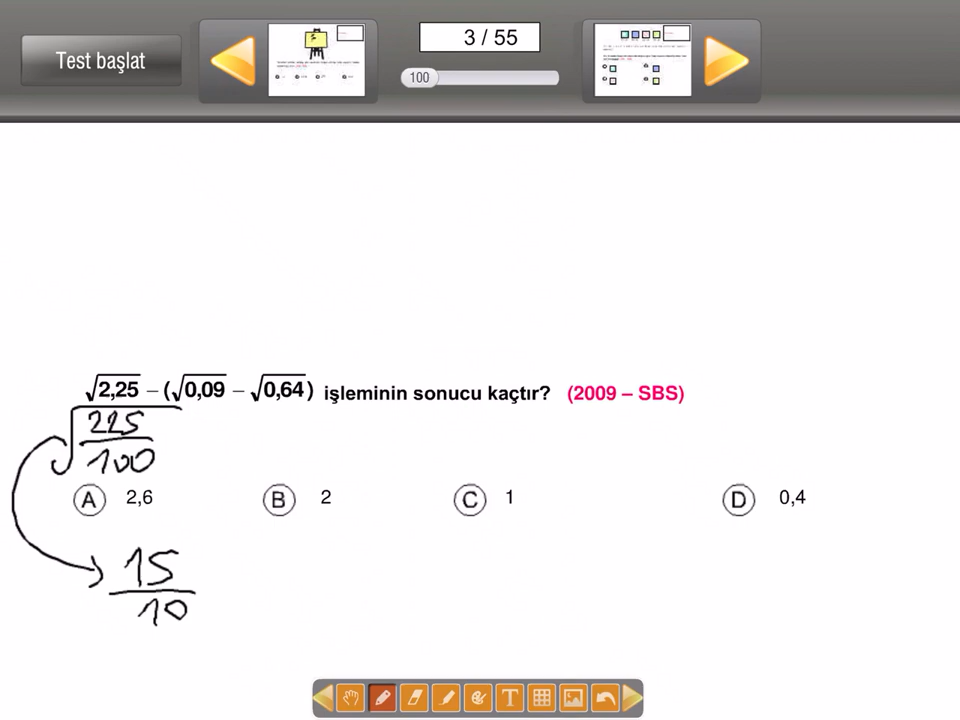 Test başlat
3 / 55
100
√2,25 – (√0,09 – √0,64) işleminin sonucu kaçtır? (2009 – SBS)
√225/100
A 2,6 B 2 C 1 D 0,4
15/10
T